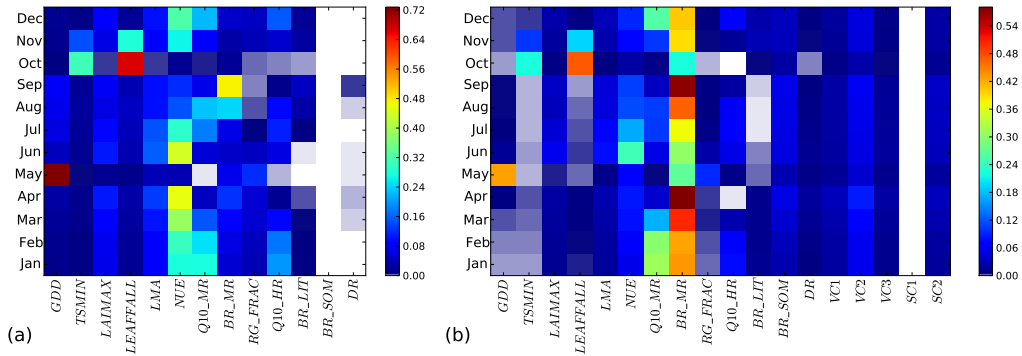 Dec
Nov
Oct
Sep
Aug
Jul
Jun
May
Apr
Mar
Feb
Jan
GDD
TSMIN
LAIMAX
LEAFFALL
LMA
NUE
Q10_MR
BR_MR
RG_FRAC
Q10_HR
BR_LIT
BR_SOM
DR
0.72
0.64
0.56
0.48
0.40
0.32
0.24
0.16
0.08
0.00
(a)
Dec
Nov
Oct
Sep
Aug
Jul
Jun
May
Apr
Mar
Feb
Jan
GDD
TSMIN
LAIMAX
LEAFFALL
LMA
NUE
Q10_MR
BR_MR
RG_FRAC
Q10_HR
BR_LIT
BR_SOM
DR
VC1
VC2
VC3
SC1
SC2
0.54
0.48
0.42
0.36
0.30
0.24
0.18
0.12
0.06
0.00
(b)